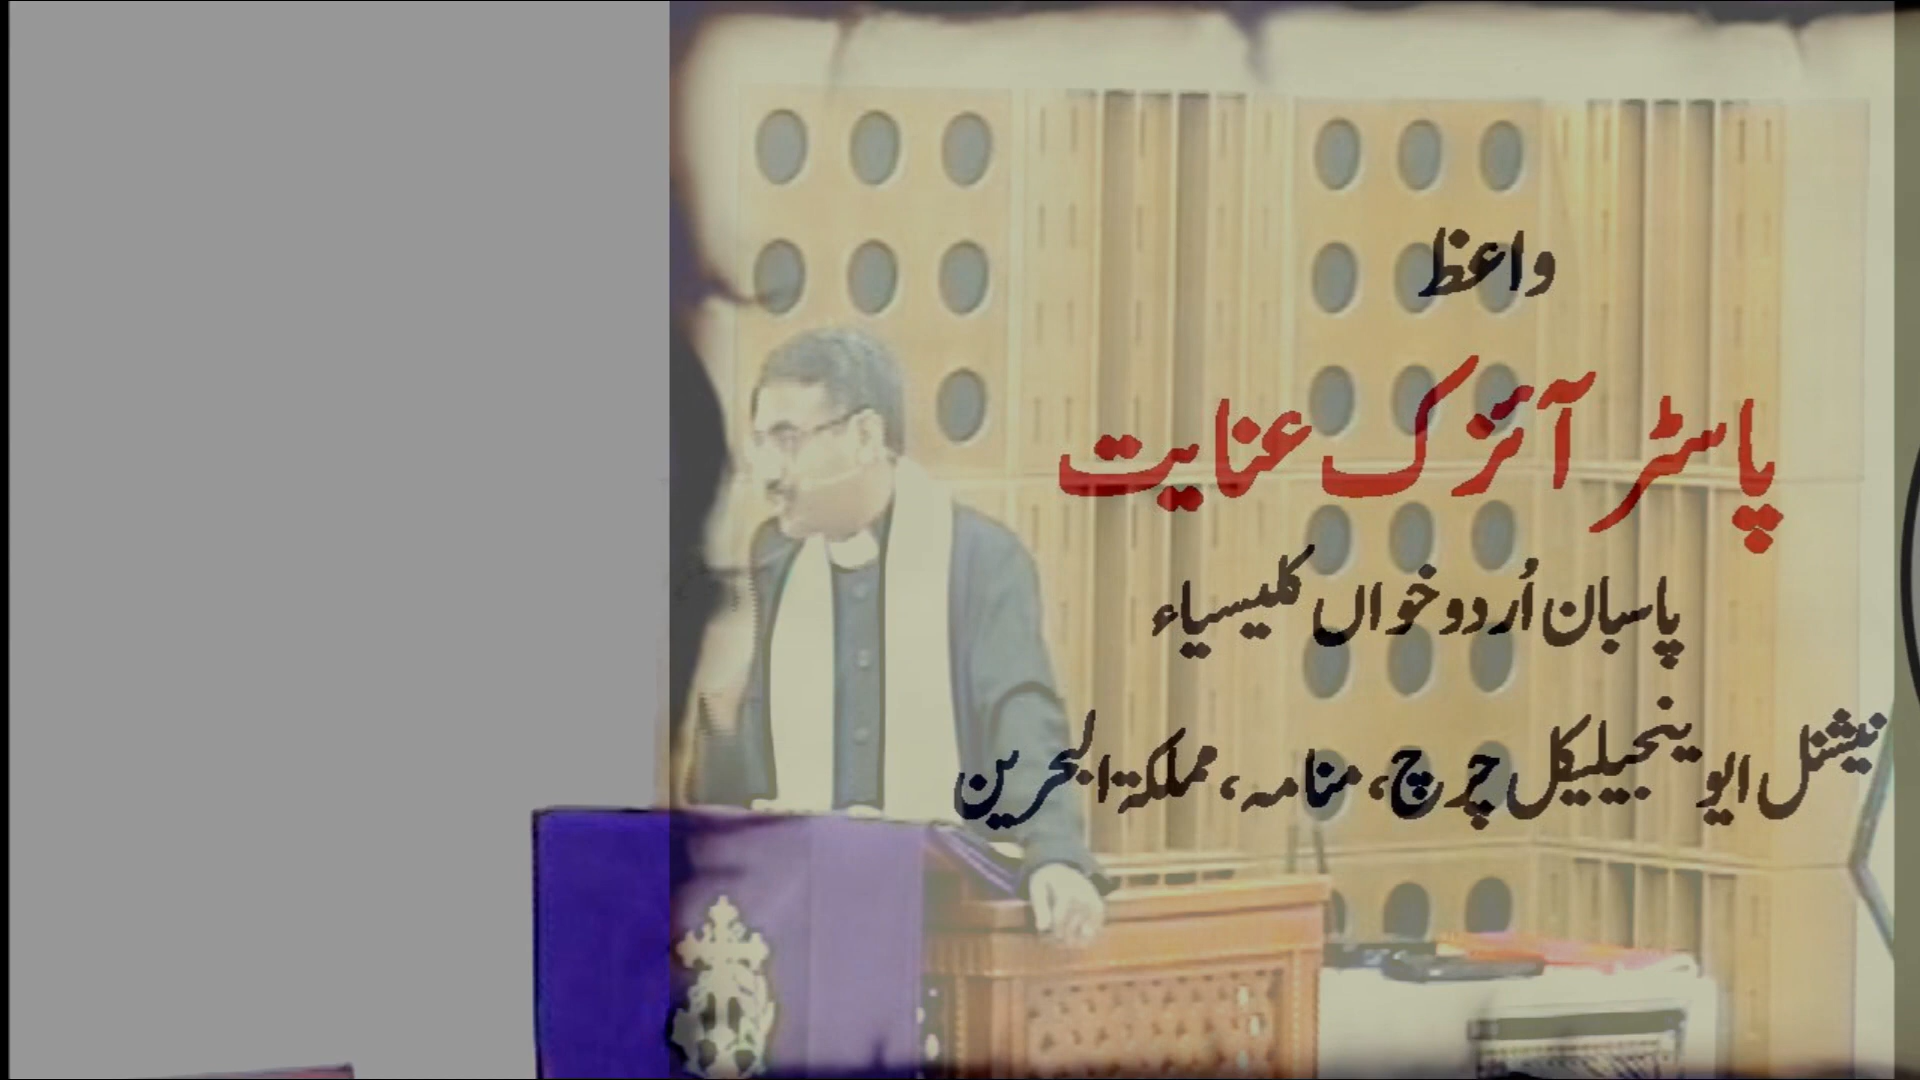 واعظ
پاسٹر آئزک عنایت
پاسبان اُردو خواں کلیسیاء
نیشنل ایوینجیلیکل چرچ، منامہ، مملکۃ البحرین